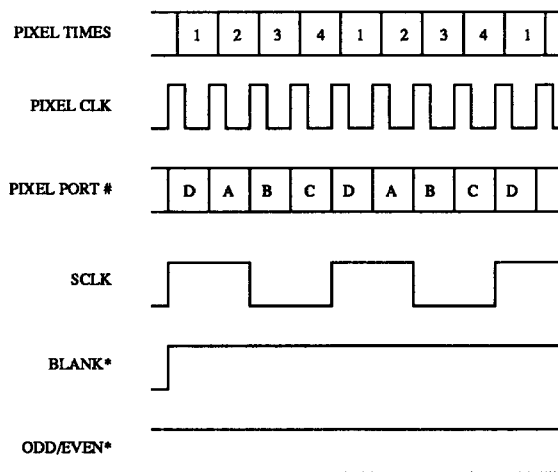 PIXEL TIMES 1 2 3 4 1 2 3 4 1
PIXEL CLK
PIXEL PORT # D A B C D A B C D
SCLK
BLANK*
ODD/EVEN*